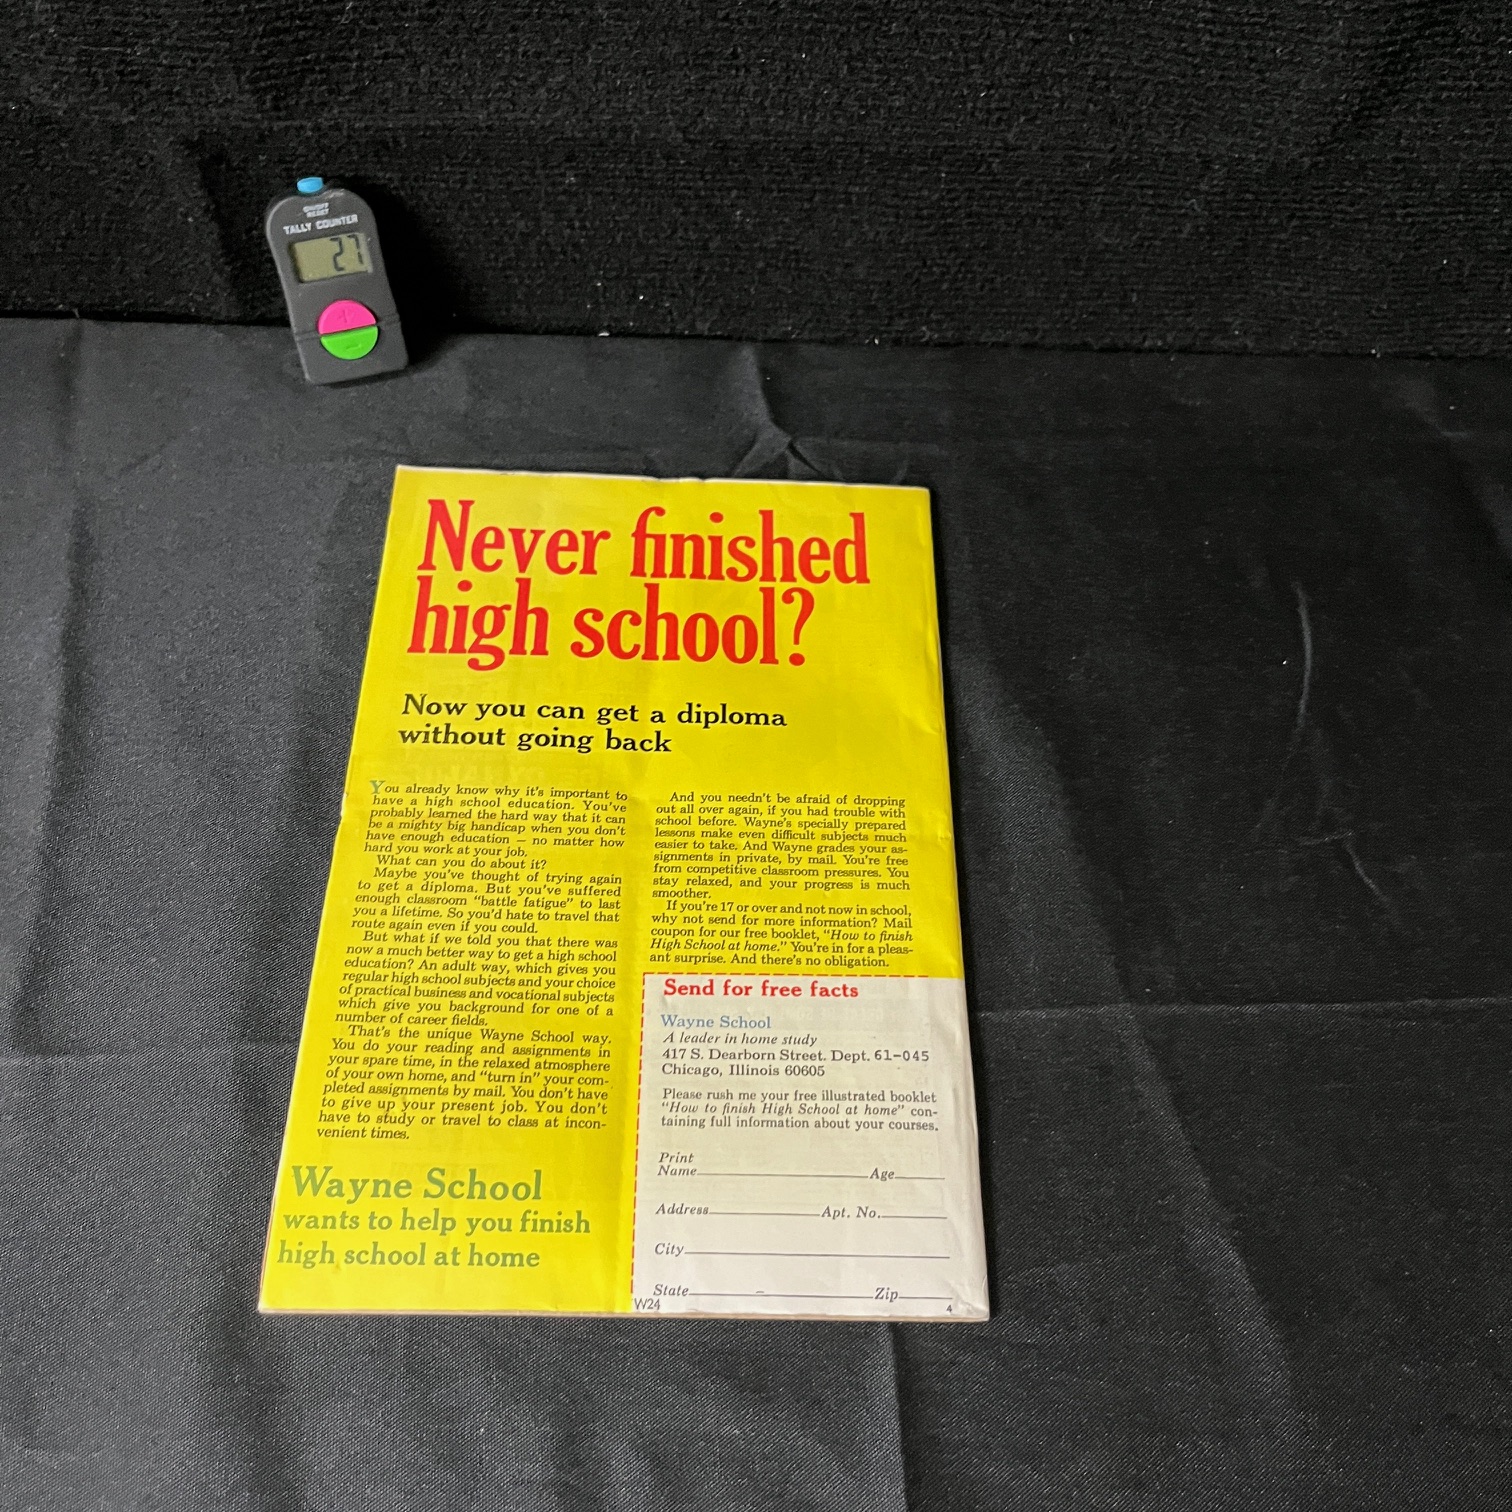 ON/OFF
RESET
TALLY COUNTER
27
Never finished
high school?
Now you can get a diploma
without going back
You already know why it's important to
have a high school education. You've
probably learned the hard way that it can
be a mighty big handicap when you don't
have enough education — no matter how
hard you work at your job.
What can you do about it?
Maybe you've thought of trying again
to get a diploma. But you've suffered
enough classroom "battle fatigue" to last
you a lifetime. So you'd hate to travel that
route again even if you could.
But what if we told you that there was
now a much better way to get a high school
education? An adult way, which gives you
regular high school subjects and your choice
of practical business and vocational subjects
which give you background for one of a
number of career fields.
That's the unique Wayne School way.
You do your reading and assignments in
your spare time, in the relaxed atmosphere
of your own home, and "turn in" your com-
pleted assignments by mail. You don't have
to give up your present job. You don't
have to study or travel to class at incon-
venient times.
Wayne School
wants to help you finish
high school at home
And you needn't be afraid of dropping
out all over again, if you had trouble with
school before. Wayne's specially prepared
lessons make even difficult subjects much
easier to take. And Wayne grades your as-
signments in private, by mail. You're free
from competitive classroom pressures. You
stay relaxed, and your progress is much
smoother.
If you're 17 or over and not now in school,
why not send for more information? Mail
coupon for our free booklet, "How to finish
High School at home." You're in for a pleas-
ant surprise. And there's no obligation.
Send for free facts
Wayne School
A leader in home study
417 S. Dearborn Street. Dept. 61-045
Chicago, Illinois 60605
Please rush me your free illustrated booklet
"How to finish High School at home" con-
taining full information about your courses.
Print
Name Age
Address Apt. No.
City
State Zip
W24 4